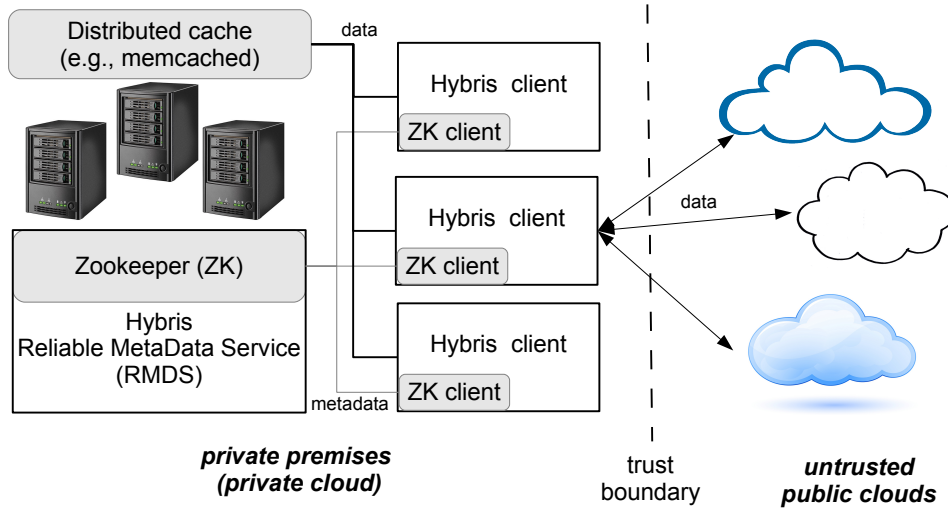 Distributed cache
(e.g., memcached)
data
Hybris client
ZK client
Hybris client
ZK client
data
Zookeeper (ZK)
Hybris
Reliable MetaData Service
(RMDS)
Hybris client
ZK client
metadata
private premises
(private cloud)
trust
boundary
untrusted
public clouds